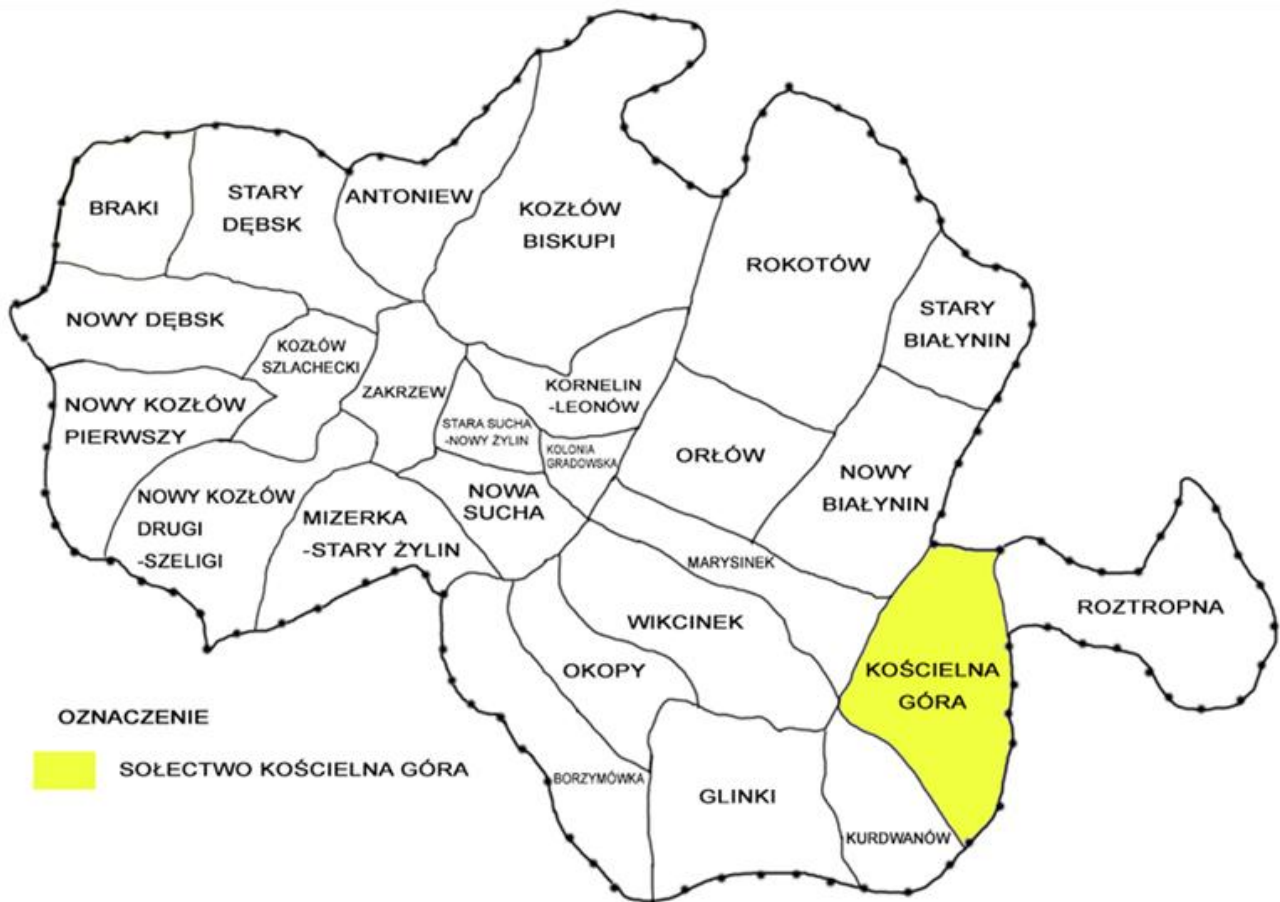 BRAKI
STARY
DĘBSK
ANTONIEW
KOZŁÓW
BISKUPI
ROKOTÓW
STARY
BIAŁYNIN
NOWY DĘBSK
KOZŁÓW
SZLACHECKI
ZAKRZEW
KORNELIN
-LEONÓW
NOWY KOZŁÓW
PIERWSZY
STARA SUCHA
-NOWY ŻYLIN
KOLONIA
GRADOWSKA
ORŁÓW
NOWY
BIAŁYNIN
NOWY KOZŁÓW
DRUGI
-SZELIGI
MIZERKA
-STARY ŻYLIN
NOWA
SUCHA
MARYSINEK
ROZTROPNA
WIKCINEK
OKOPY
KOŚCIELNA
GÓRA
BORZYMÓWKA
GLINKI
KURDWANÓW
OZNACZENIE
SOŁECTWO KOŚCIELNA GÓRA